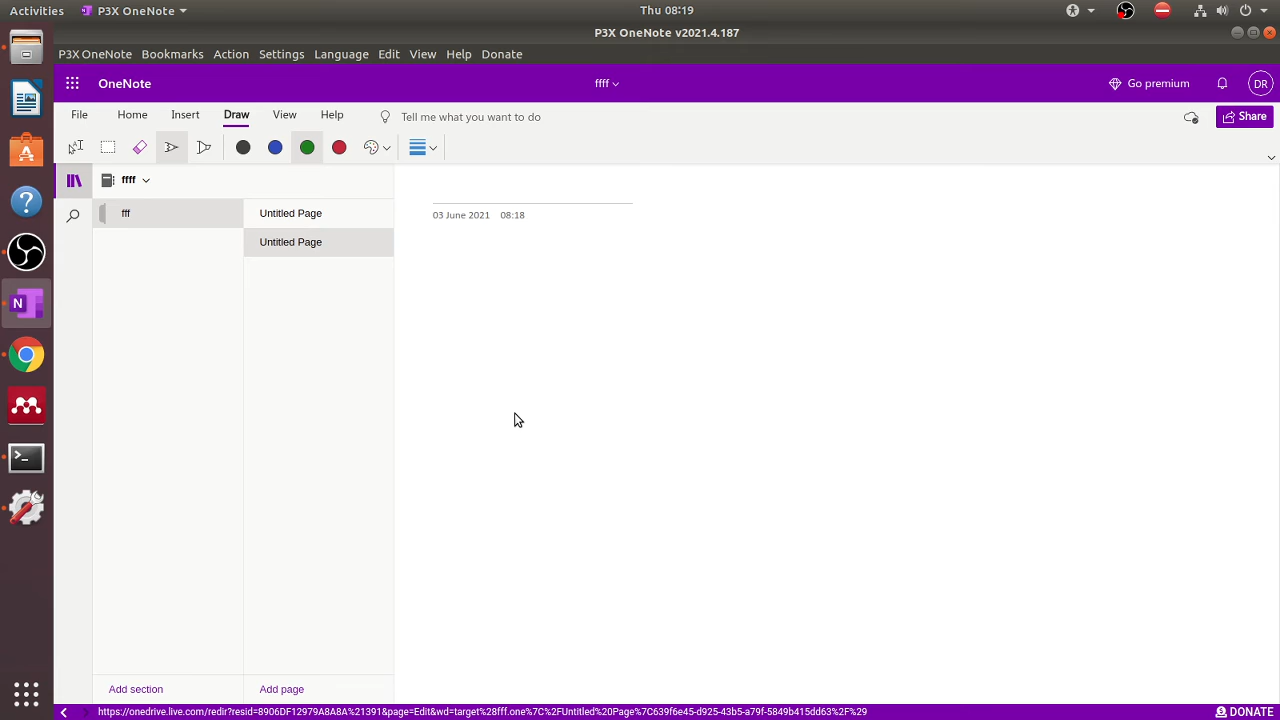 Activities P3X OneNote Thu 08:19
P3X OneNote v2021.4.187
P3X OneNote Bookmarks Action Settings Language Edit View Help Donate
OneNote ffff Go premium DR
File Home Insert Draw View Help Tell me what you want to do Share
ffff
fff Untitled Page
Untitled Page
03 June 2021 08:18
Add section Add page
https://onedrive.live.com/redir?resid=8906DF12979A8A8A%21391&page=Edit&wd=target%28fff.one%7C%2FUntitled%20Page%7C639f6e45-d925-43b5-a79f-5849b415dd63%2F%29 DONATE